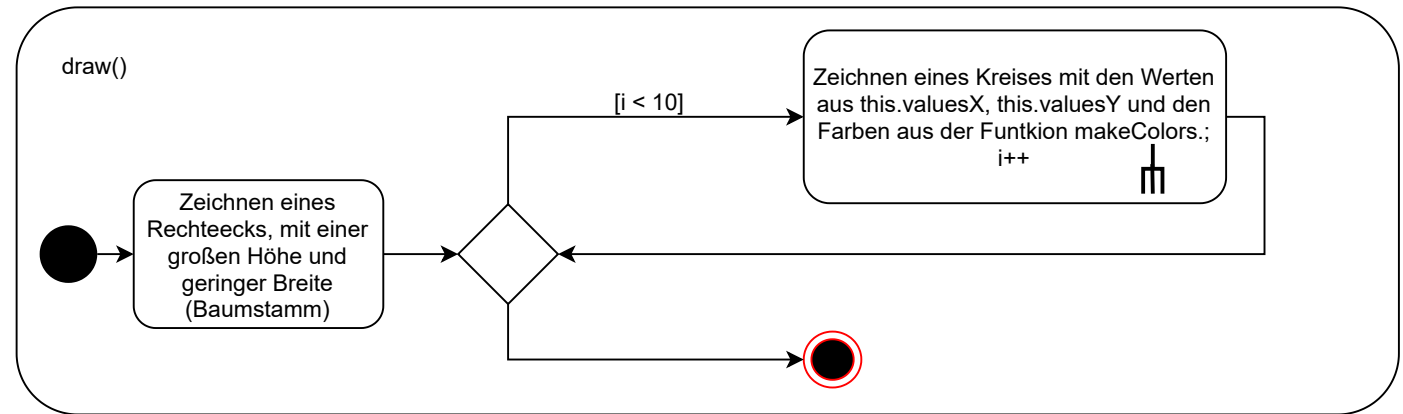 draw()
[i < 10]
Zeichnen eines Kreises mit den Werten
aus this.valuesX, this.valuesY und den
Farben aus der Funtkion makeColors.;
i++
Zeichnen eines
Rechteecks, mit einer
großen Höhe und
geringer Breite
(Baumstamm)